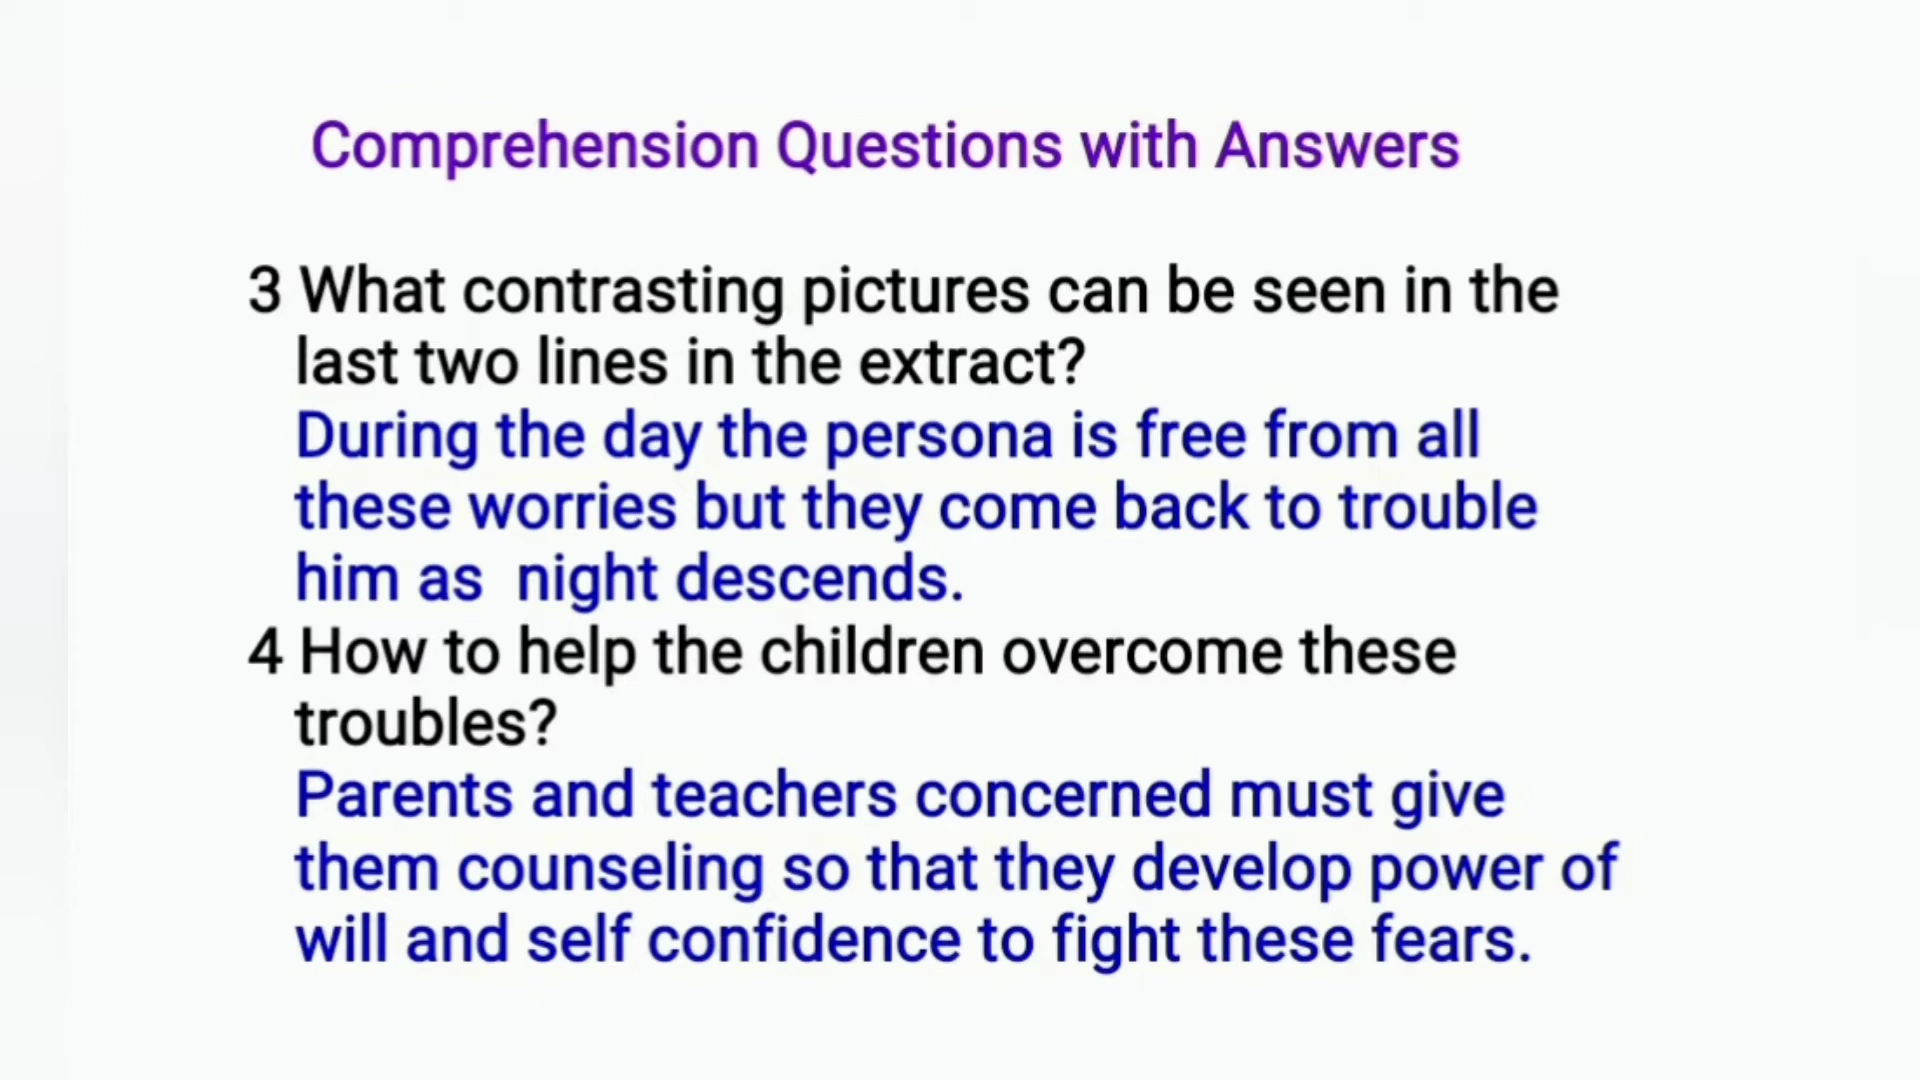 Comprehension Questions with Answers
3 What contrasting pictures can be seen in the
last two lines in the extract?
During the day the persona is free from all
these worries but they come back to trouble
him as night descends.
4 How to help the children overcome these
troubles?
Parents and teachers concerned must give
them counseling so that they develop power of
will and self confidence to fight these fears.